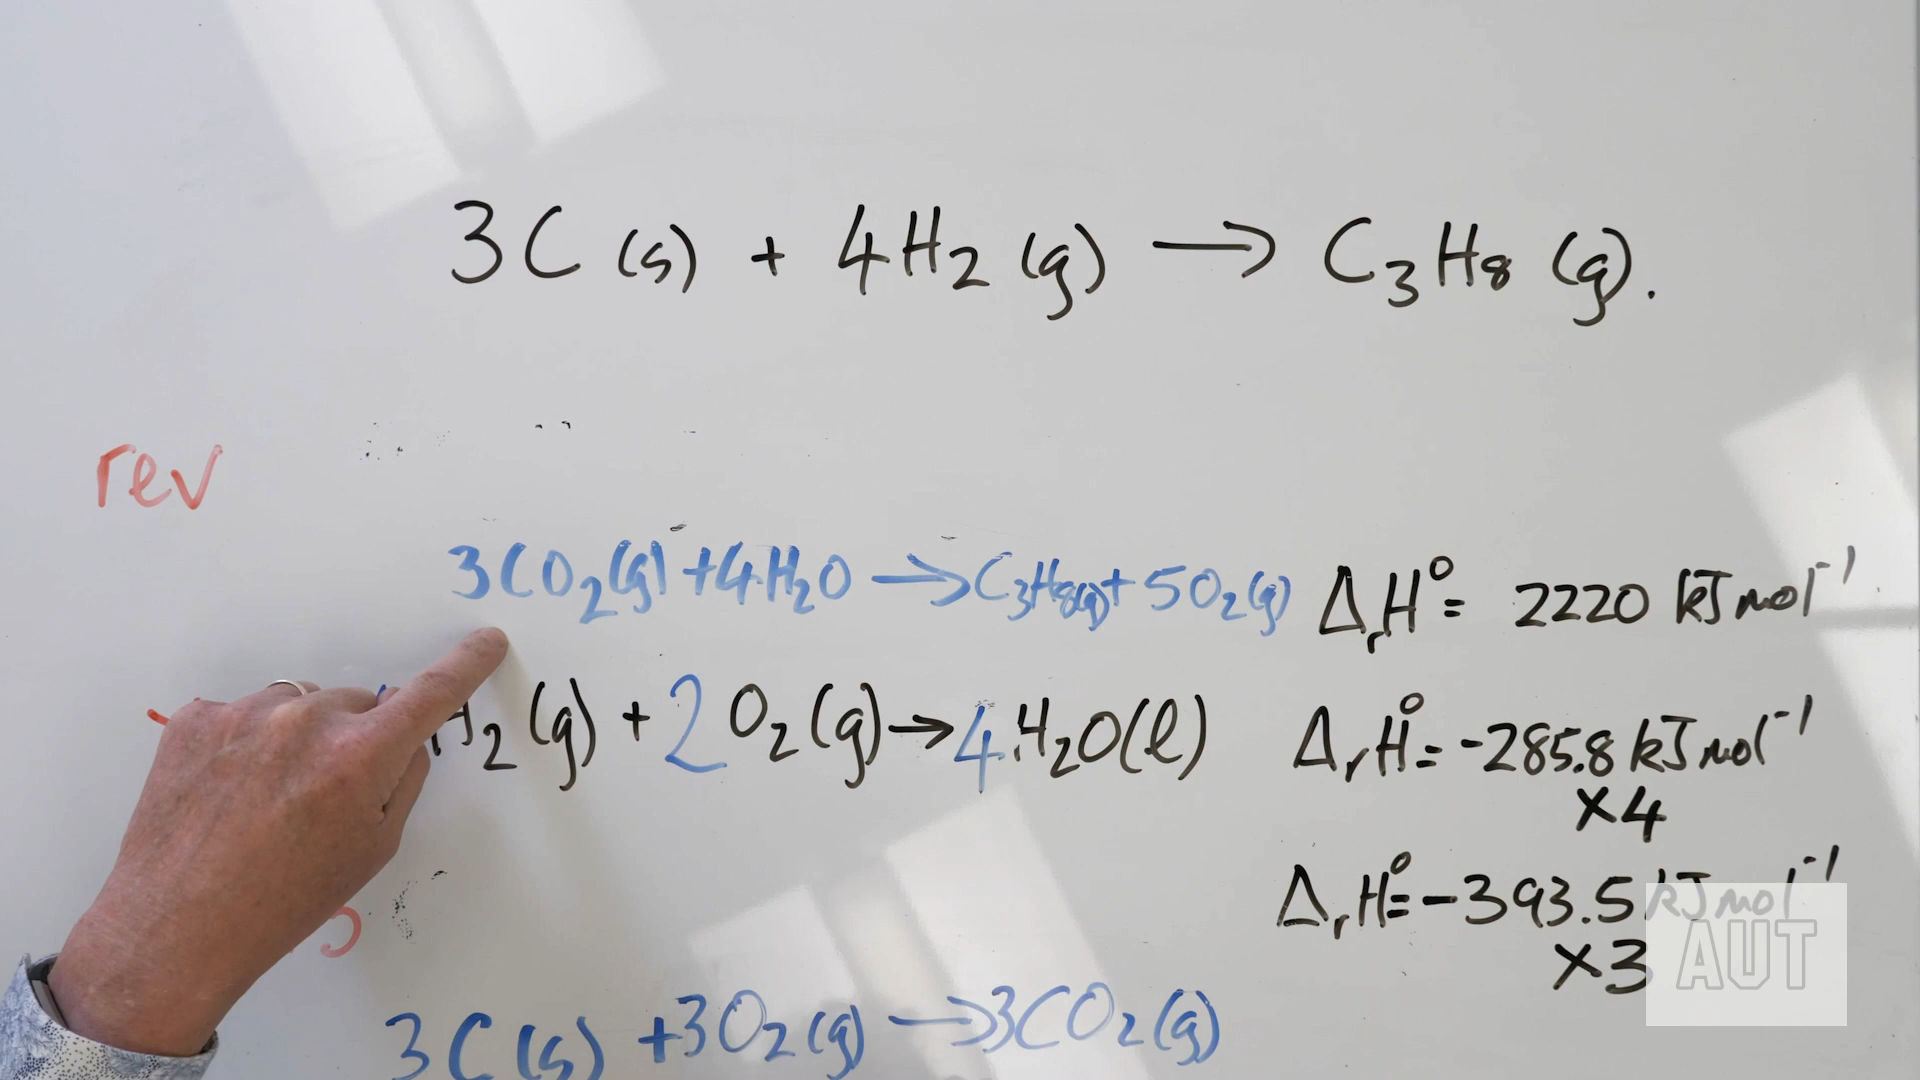 3C (s) + 4H₂ (g) → C₃H₈ (g).
rev
3CO₂(g) + 4H₂O → C₃H₈(g) + 5O₂(g) ΔᵣH° = 2220 kJ mol⁻¹
H₂ (g) + 2 O₂ (g) → 4 H₂O(l) ΔᵣH° = -285.8 kJ mol⁻¹
×4
ΔᵣH° = -393.5 kJ mol⁻¹
×3
AUT
3C (s) + 3O₂ (g) → 3CO₂ (g)